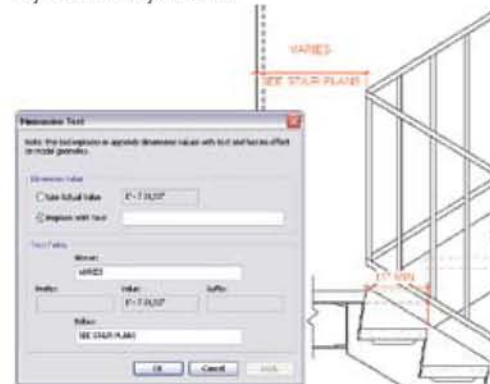 VARIES
SEE STAIR PLANS
11" MIN
Dimension Text
Note: This tool replaces or appends dimension values with text and has no effect
on model geometry.
Dimension Value
Use Actual Value
Replace With Text
Text Fields
Above:
VARIES
Prefix:
Value:
Suffix:
Below:
SEE STAIR PLANS
OK
Cancel
Apply